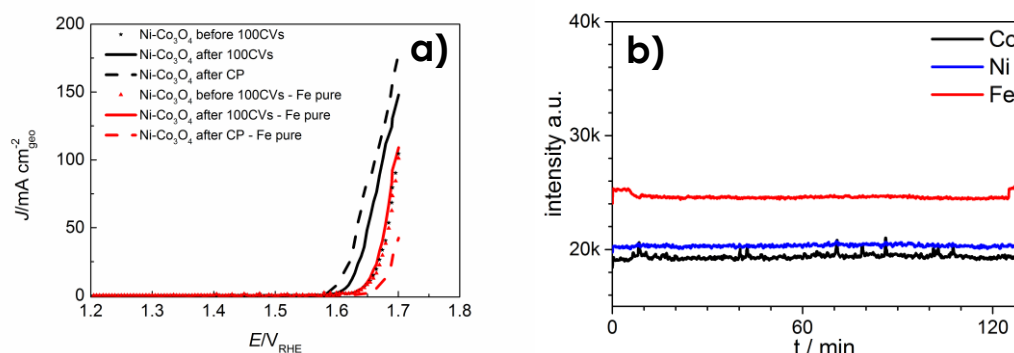 a)
200
150
100
50
0
J/mA cm⁻²geo
Ni-Co₃O₄ before 100CVs
Ni-Co₃O₄ after 100CVs
Ni-Co₃O₄ after CP
Ni-Co₃O₄ before 100CVs - Fe pure
Ni-Co₃O₄ after 100CVs - Fe pure
Ni-Co₃O₄ after CP - Fe pure
1.2 1.3 1.4 1.5 1.6 1.7 1.8
E/V_RHE
b)
40k
30k
20k
intensity a.u.
Co
Ni
Fe
0 60 120
t / min